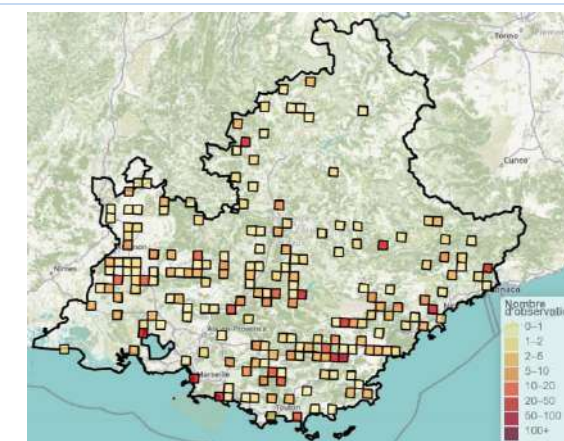 Torino
Cuneo
Nîmes
Marseille
Toulon
Nombre
d'observatio
0–1
1–2
2–5
5–10
10–20
20–50
50–100
100+